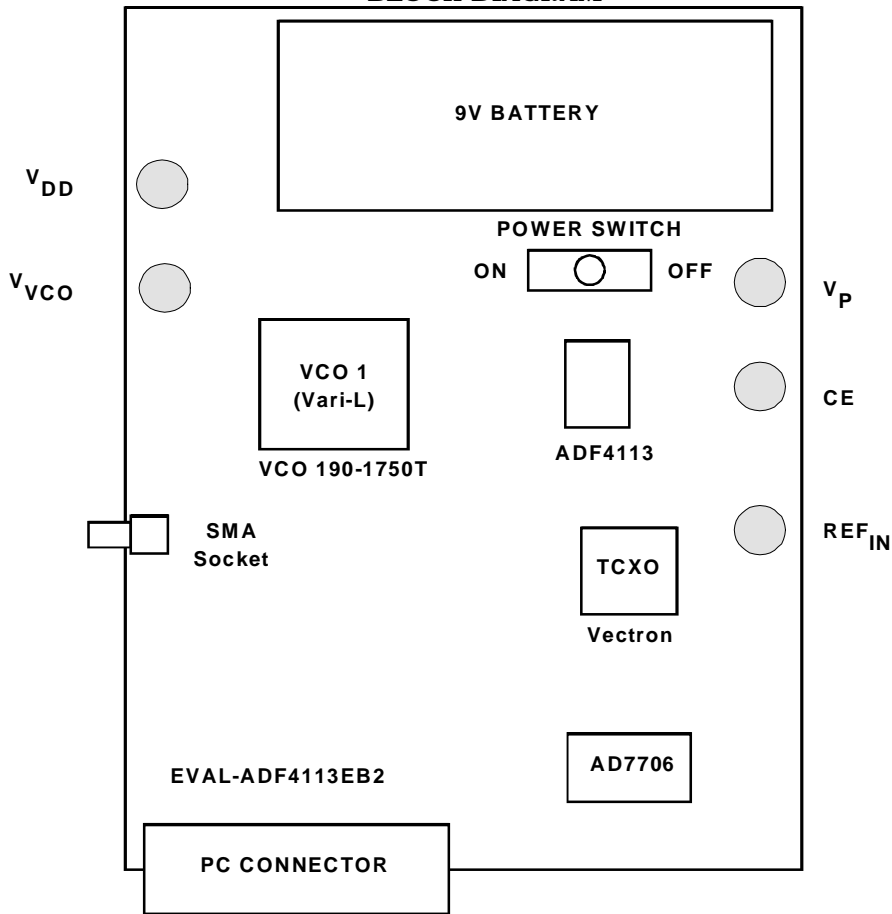 BLOCK DIAGRAM
9V BATTERY
VDD
POWER SWITCH
ON OFF
VVCO
VP
VCO 1
(Vari-L)
CE
VCO 190-1750T
ADF4113
SMA
Socket
REFIN
TCXO
Vectron
AD7706
EVAL-ADF4113EB2
PC CONNECTOR